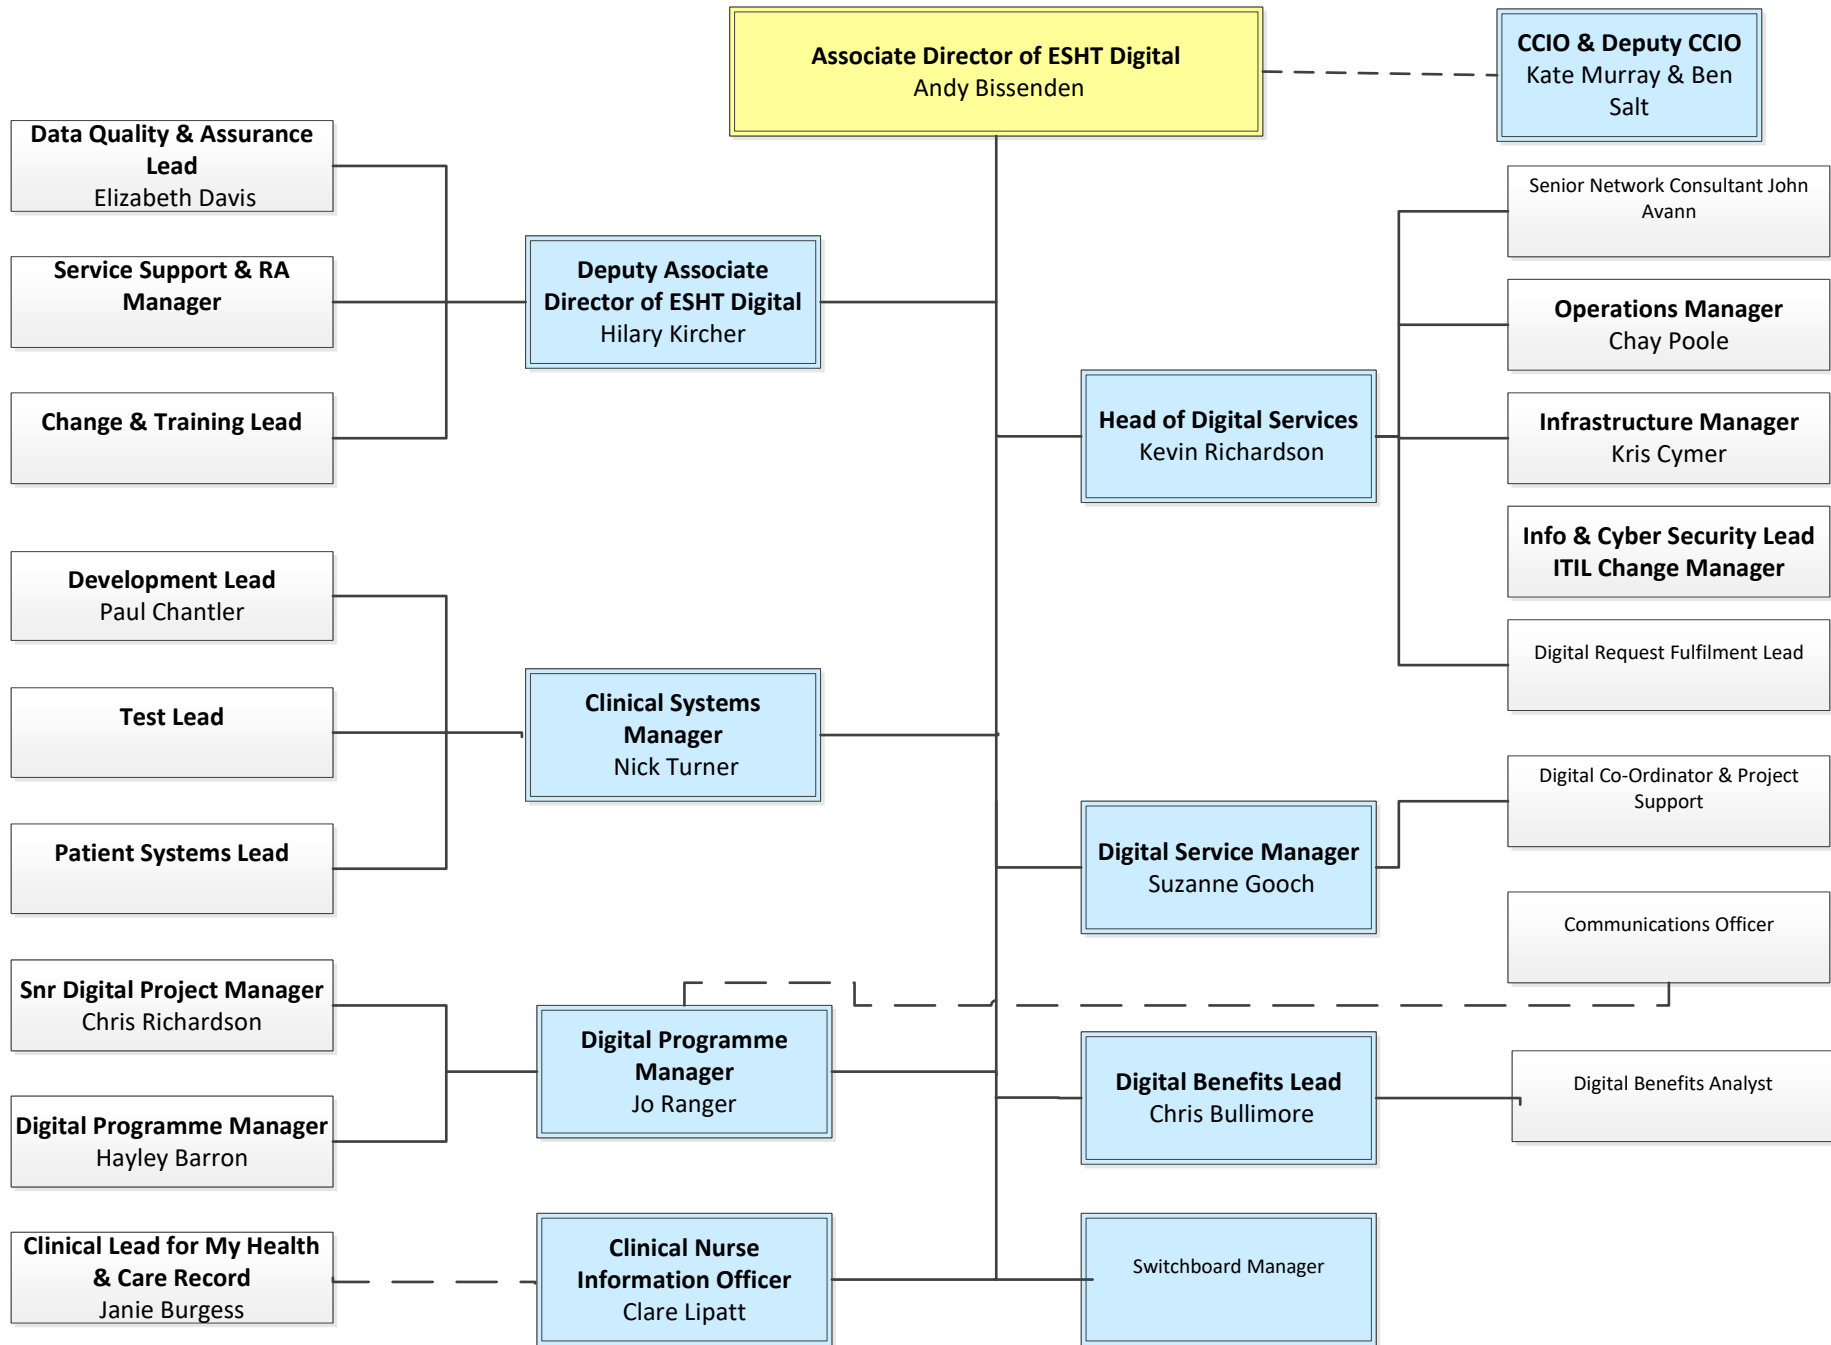 Associate Director of ESHT Digital
Andy Bissenden
CCIO & Deputy CCIO
Kate Murray & Ben
Salt
Data Quality & Assurance
Lead
Elizabeth Davis
Service Support & RA
Manager
Change & Training Lead
Deputy Associate
Director of ESHT Digital
Hilary Kircher
Senior Network Consultant John
Avann
Operations Manager
Chay Poole
Head of Digital Services
Kevin Richardson
Infrastructure Manager
Kris Cymer
Info & Cyber Security Lead
ITIL Change Manager
Digital Request Fulfilment Lead
Development Lead
Paul Chantler
Test Lead
Patient Systems Lead
Clinical Systems
Manager
Nick Turner
Digital Service Manager
Suzanne Gooch
Digital Co-Ordinator & Project
Support
Communications Officer
Snr Digital Project Manager
Chris Richardson
Digital Programme Manager
Hayley Barron
Digital Programme
Manager
Jo Ranger
Digital Benefits Lead
Chris Bullimore
Digital Benefits Analyst
Clinical Lead for My Health
& Care Record
Janie Burgess
Clinical Nurse
Information Officer
Clare Lipatt
Switchboard Manager